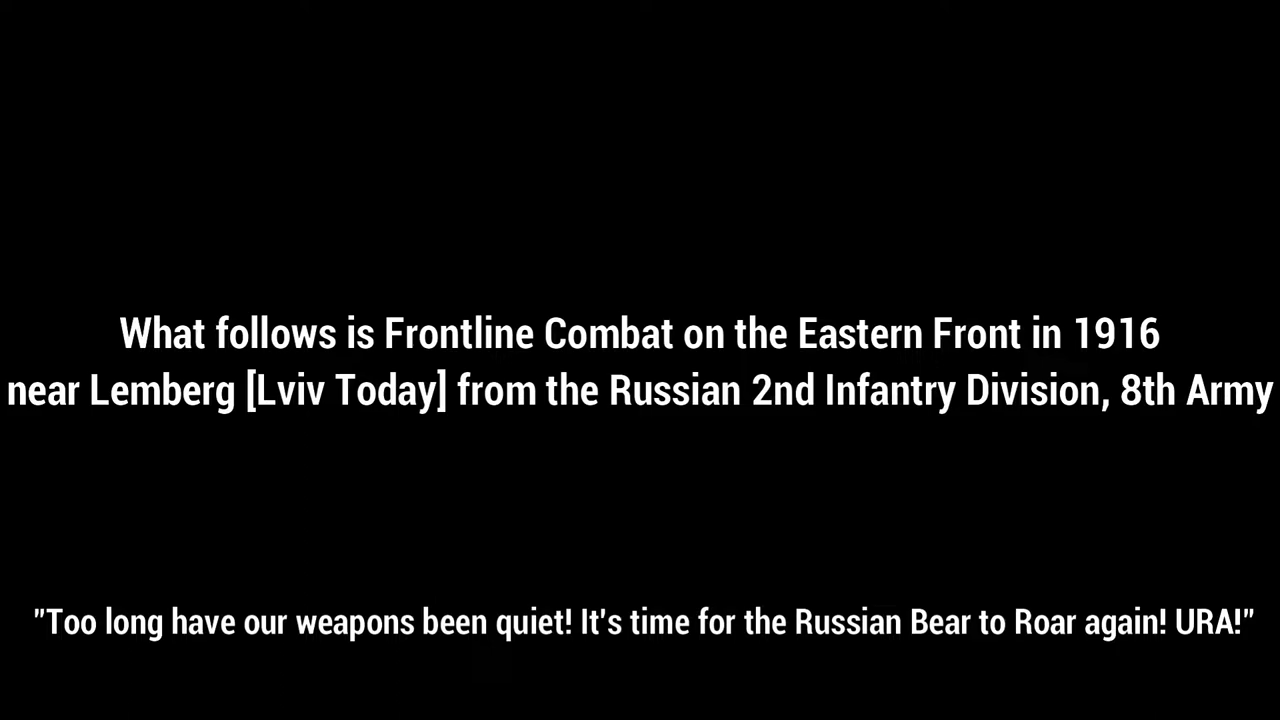 What follows is Frontline Combat on the Eastern Front in 1916
near Lemberg [Lviv Today] from the Russian 2nd Infantry Division, 8th Army
"Too long have our weapons been quiet! It's time for the Russian Bear to Roar again! URA!"